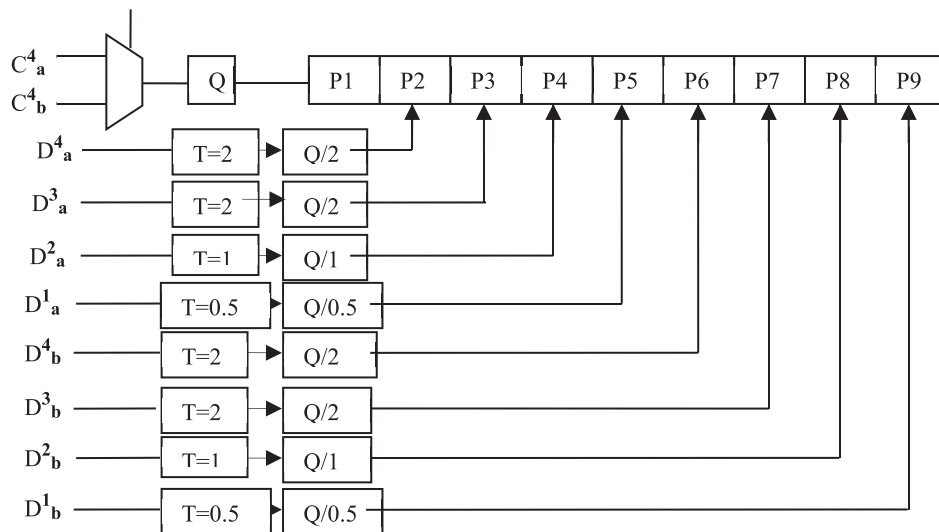 C⁴ₐ
C⁴b
Q
P1 P2 P3 P4 P5 P6 P7 P8 P9
D⁴ₐ T=2 Q/2
D³ₐ T=2 Q/2
D²ₐ T=1 Q/1
D¹ₐ T=0.5 Q/0.5
D⁴b T=2 Q/2
D³b T=2 Q/2
D²b T=1 Q/1
D¹b T=0.5 Q/0.5